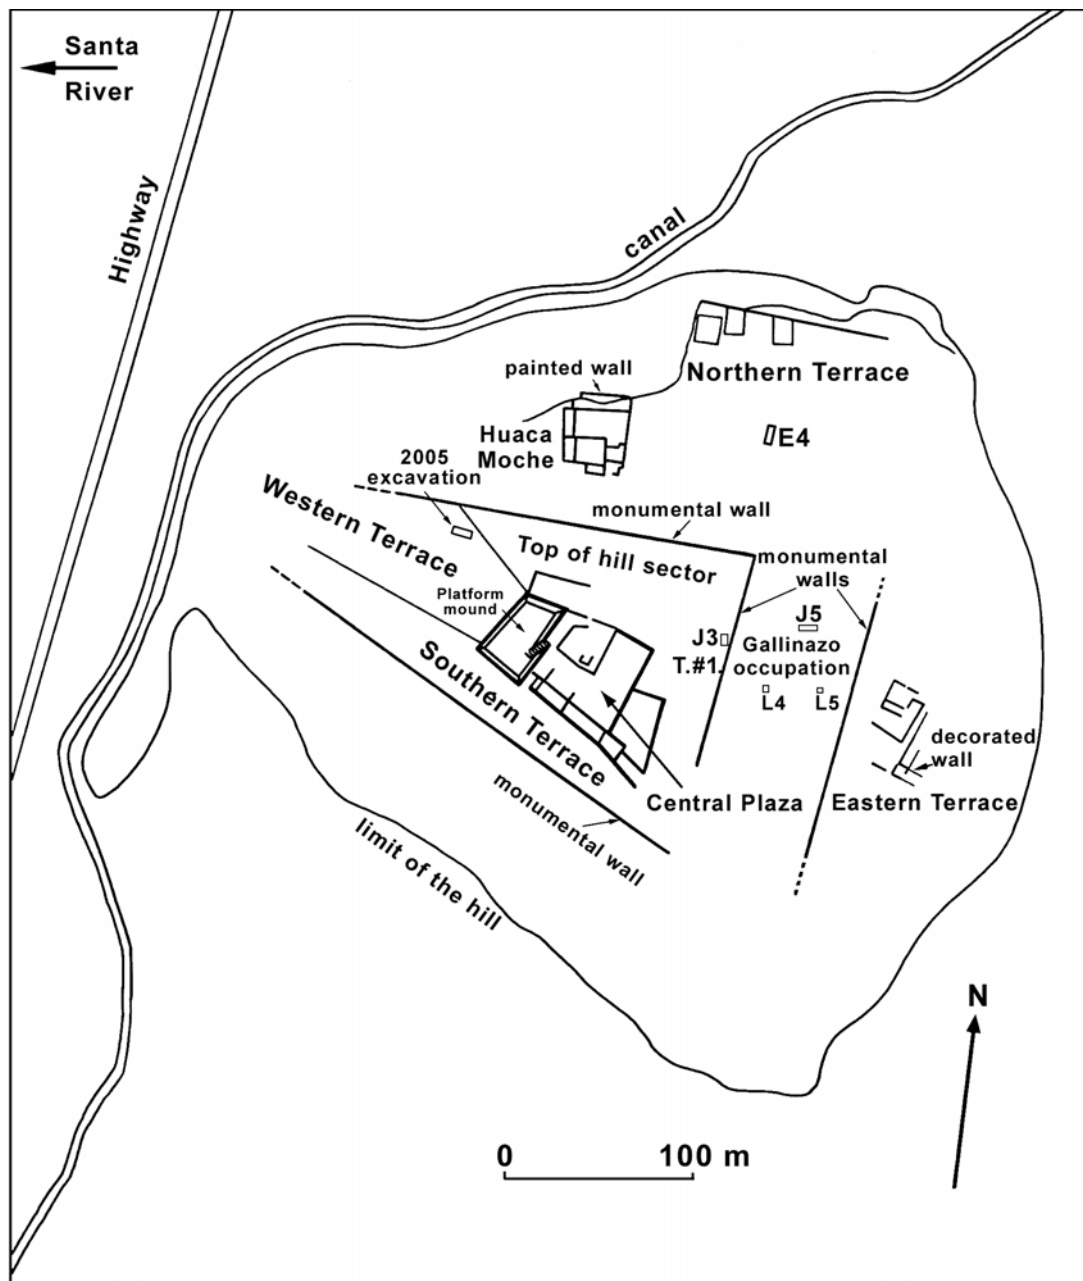 Santa
River
Highway
canal
painted wall
Northern Terrace
Huaca
Moche
E4
2005
excavation
Western Terrace
monumental wall
Top of hill sector
monumental
walls
Platform
mound
J5
J3
Gallinazo
T.#1.
occupation
L4
L5
Southern Terrace
decorated
wall
Central Plaza
Eastern Terrace
monumental wall
limit of the hill
N
0
100 m